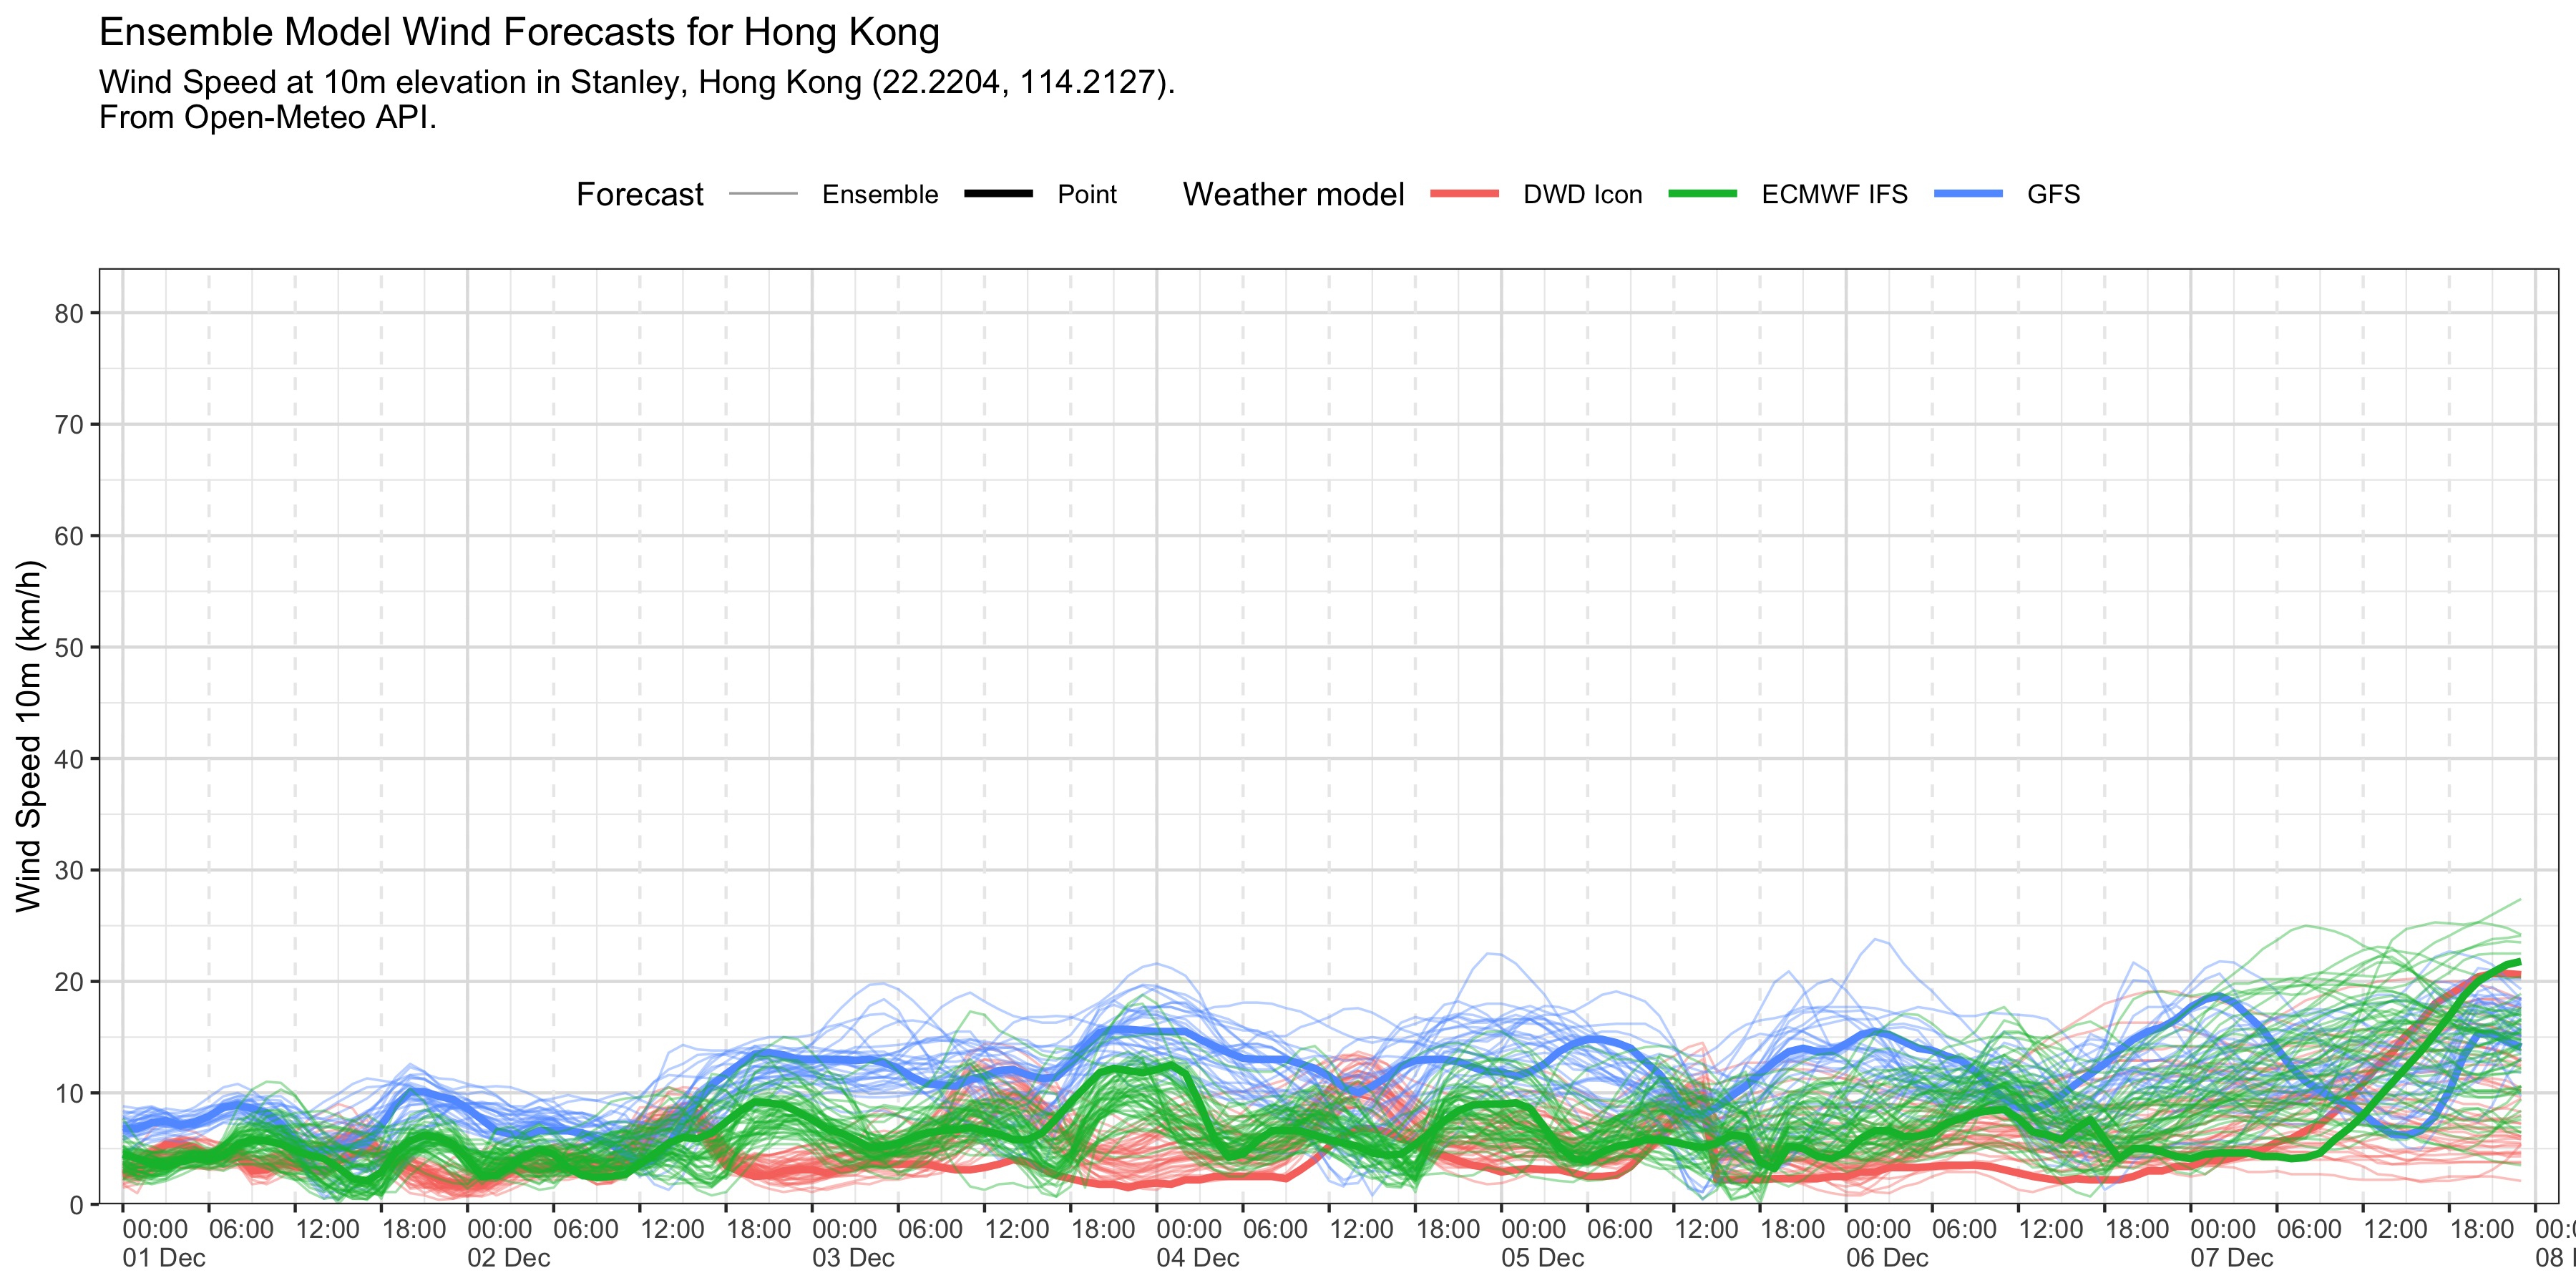 Ensemble Model Wind Forecasts for Hong Kong
Wind Speed at 10m elevation in Stanley, Hong Kong (22.2204, 114.2127).
From Open-Meteo API.
Forecast Ensemble Point Weather model DWD Icon ECMWF IFS GFS
Wind Speed 10m (km/h)
80
70
60
50
40
30
20
10
0
00:00 06:00 12:00 18:00 00:00 06:00 12:00 18:00 00:00 06:00 12:00 18:00 00:00 06:00 12:00 18:00 00:00 06:00 12:00 18:00 00:00 06:00 12:00 18:00 00:00 06:00 12:00 18:00
01 Dec 02 Dec 03 Dec 04 Dec 05 Dec 06 Dec 07 Dec 08